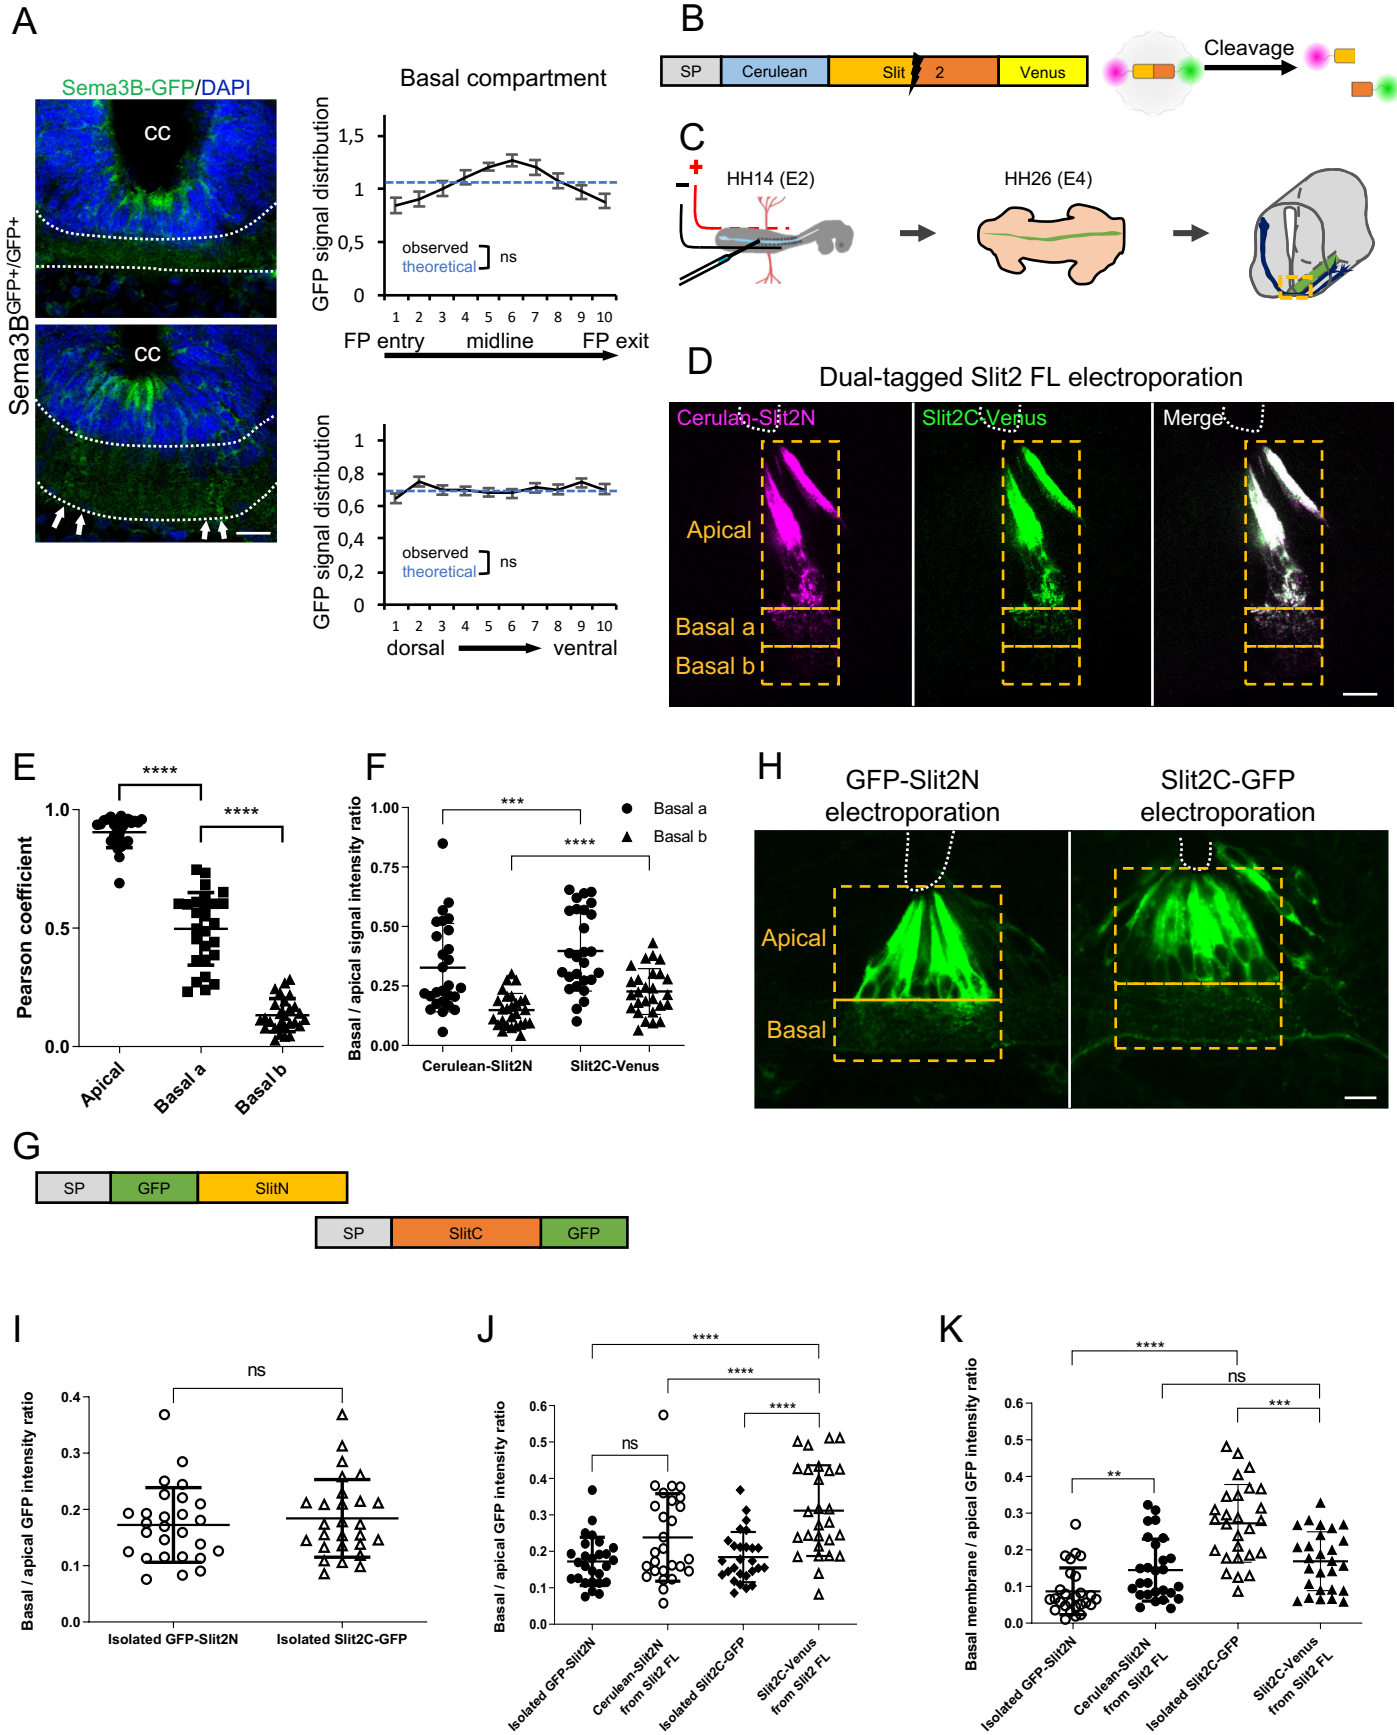 A
Sema3B-GFP/DAPI
CC
CC
Sema3B^GFP+/GFP+
Basal compartment
GFP signal distribution
1,5
1
0,5
0
observed
theoretical
ns
1 2 3 4 5 6 7 8 9 10
FP entry midline FP exit
GFP signal distribution
1
0,8
0,6
0,4
0,2
0
observed
theoretical
ns
1 2 3 4 5 6 7 8 9 10
dorsal ventral
B
SP Cerulean Slit 2 Venus
Cleavage
C
+
-
HH14 (E2)
HH26 (E4)
D
Dual-tagged Slit2 FL electroporation
Cerulan-Slit2N
Slit2C-Venus
Merge
Apical
Basal a
Basal b
E
Pearson coefficient
1.0
0.5
0.0
****
****
Apical
Basal a
Basal b
F
Basal / apical signal intensity ratio
1.00
0.75
0.50
0.25
0.00
***
****
Basal a
Basal b
Cerulean-Slit2N
Slit2C-Venus
H
GFP-Slit2N
electroporation
Slit2C-GFP
electroporation
Apical
Basal
G
SP GFP SlitN
SP SlitC GFP
I
Basal / apical GFP intensity ratio
0.4
0.3
0.2
0.1
0.0
ns
Isolated GFP-Slit2N
Isolated Slit2C-GFP
J
Basal / apical GFP intensity ratio
0.6
0.5
0.4
0.3
0.2
0.1
0.0
****
****
****
ns
Isolated GFP-Slit2N
Cerulean-Slit2N
from Slit2 FL
Isolated Slit2C-GFP
Slit2C-Venus
from Slit2 FL
K
Basal membrane / apical GFP intensity ratio
0.6
0.5
0.4
0.3
0.2
0.1
0.0
****
ns
***
**
Isolated GFP-Slit2N
Cerulean-Slit2N
from Slit2 FL
Isolated Slit2C-GFP
Slit2C-Venus
from Slit2 FL